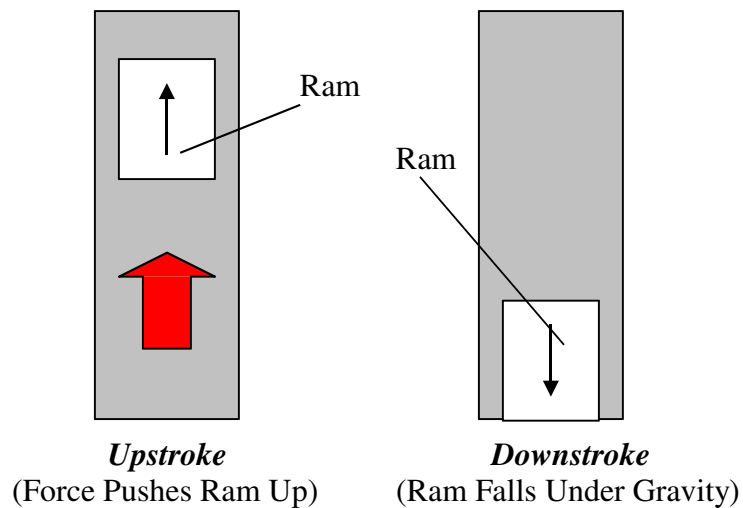 Ram
Ram
Upstroke
(Force Pushes Ram Up)
Downstroke
(Ram Falls Under Gravity)